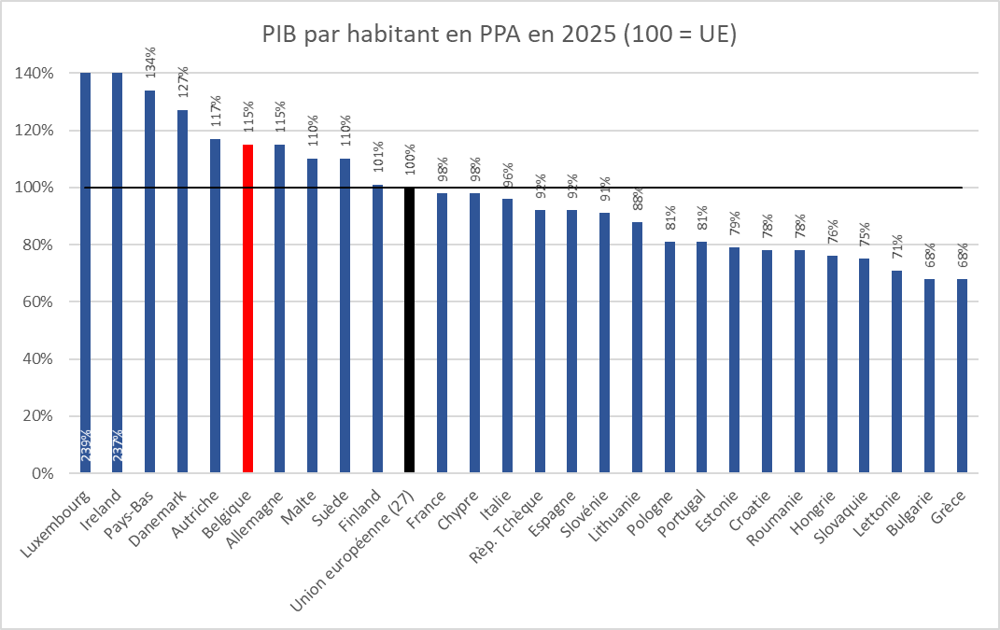 PIB par habitant en PPA en 2025 (100 = UE)
140%
120%
100%
80%
60%
40%
20%
0%
239%
237%
134%
127%
117%
115%
115%
110%
110%
101%
100%
98%
98%
96%
92%
92%
91%
88%
81%
81%
79%
78%
78%
76%
75%
71%
68%
68%
Luxembourg
Ireland
Pays-Bas
Danemark
Autriche
Belgique
Allemagne
Malte
Suède
Finland
Union européenne (27)
France
Chypre
Italie
Rèp. Tchèque
Espagne
Slovénie
Lithuanie
Pologne
Portugal
Estonie
Croatie
Roumanie
Hongrie
Slovaquie
Lettonie
Bulgarie
Grèce